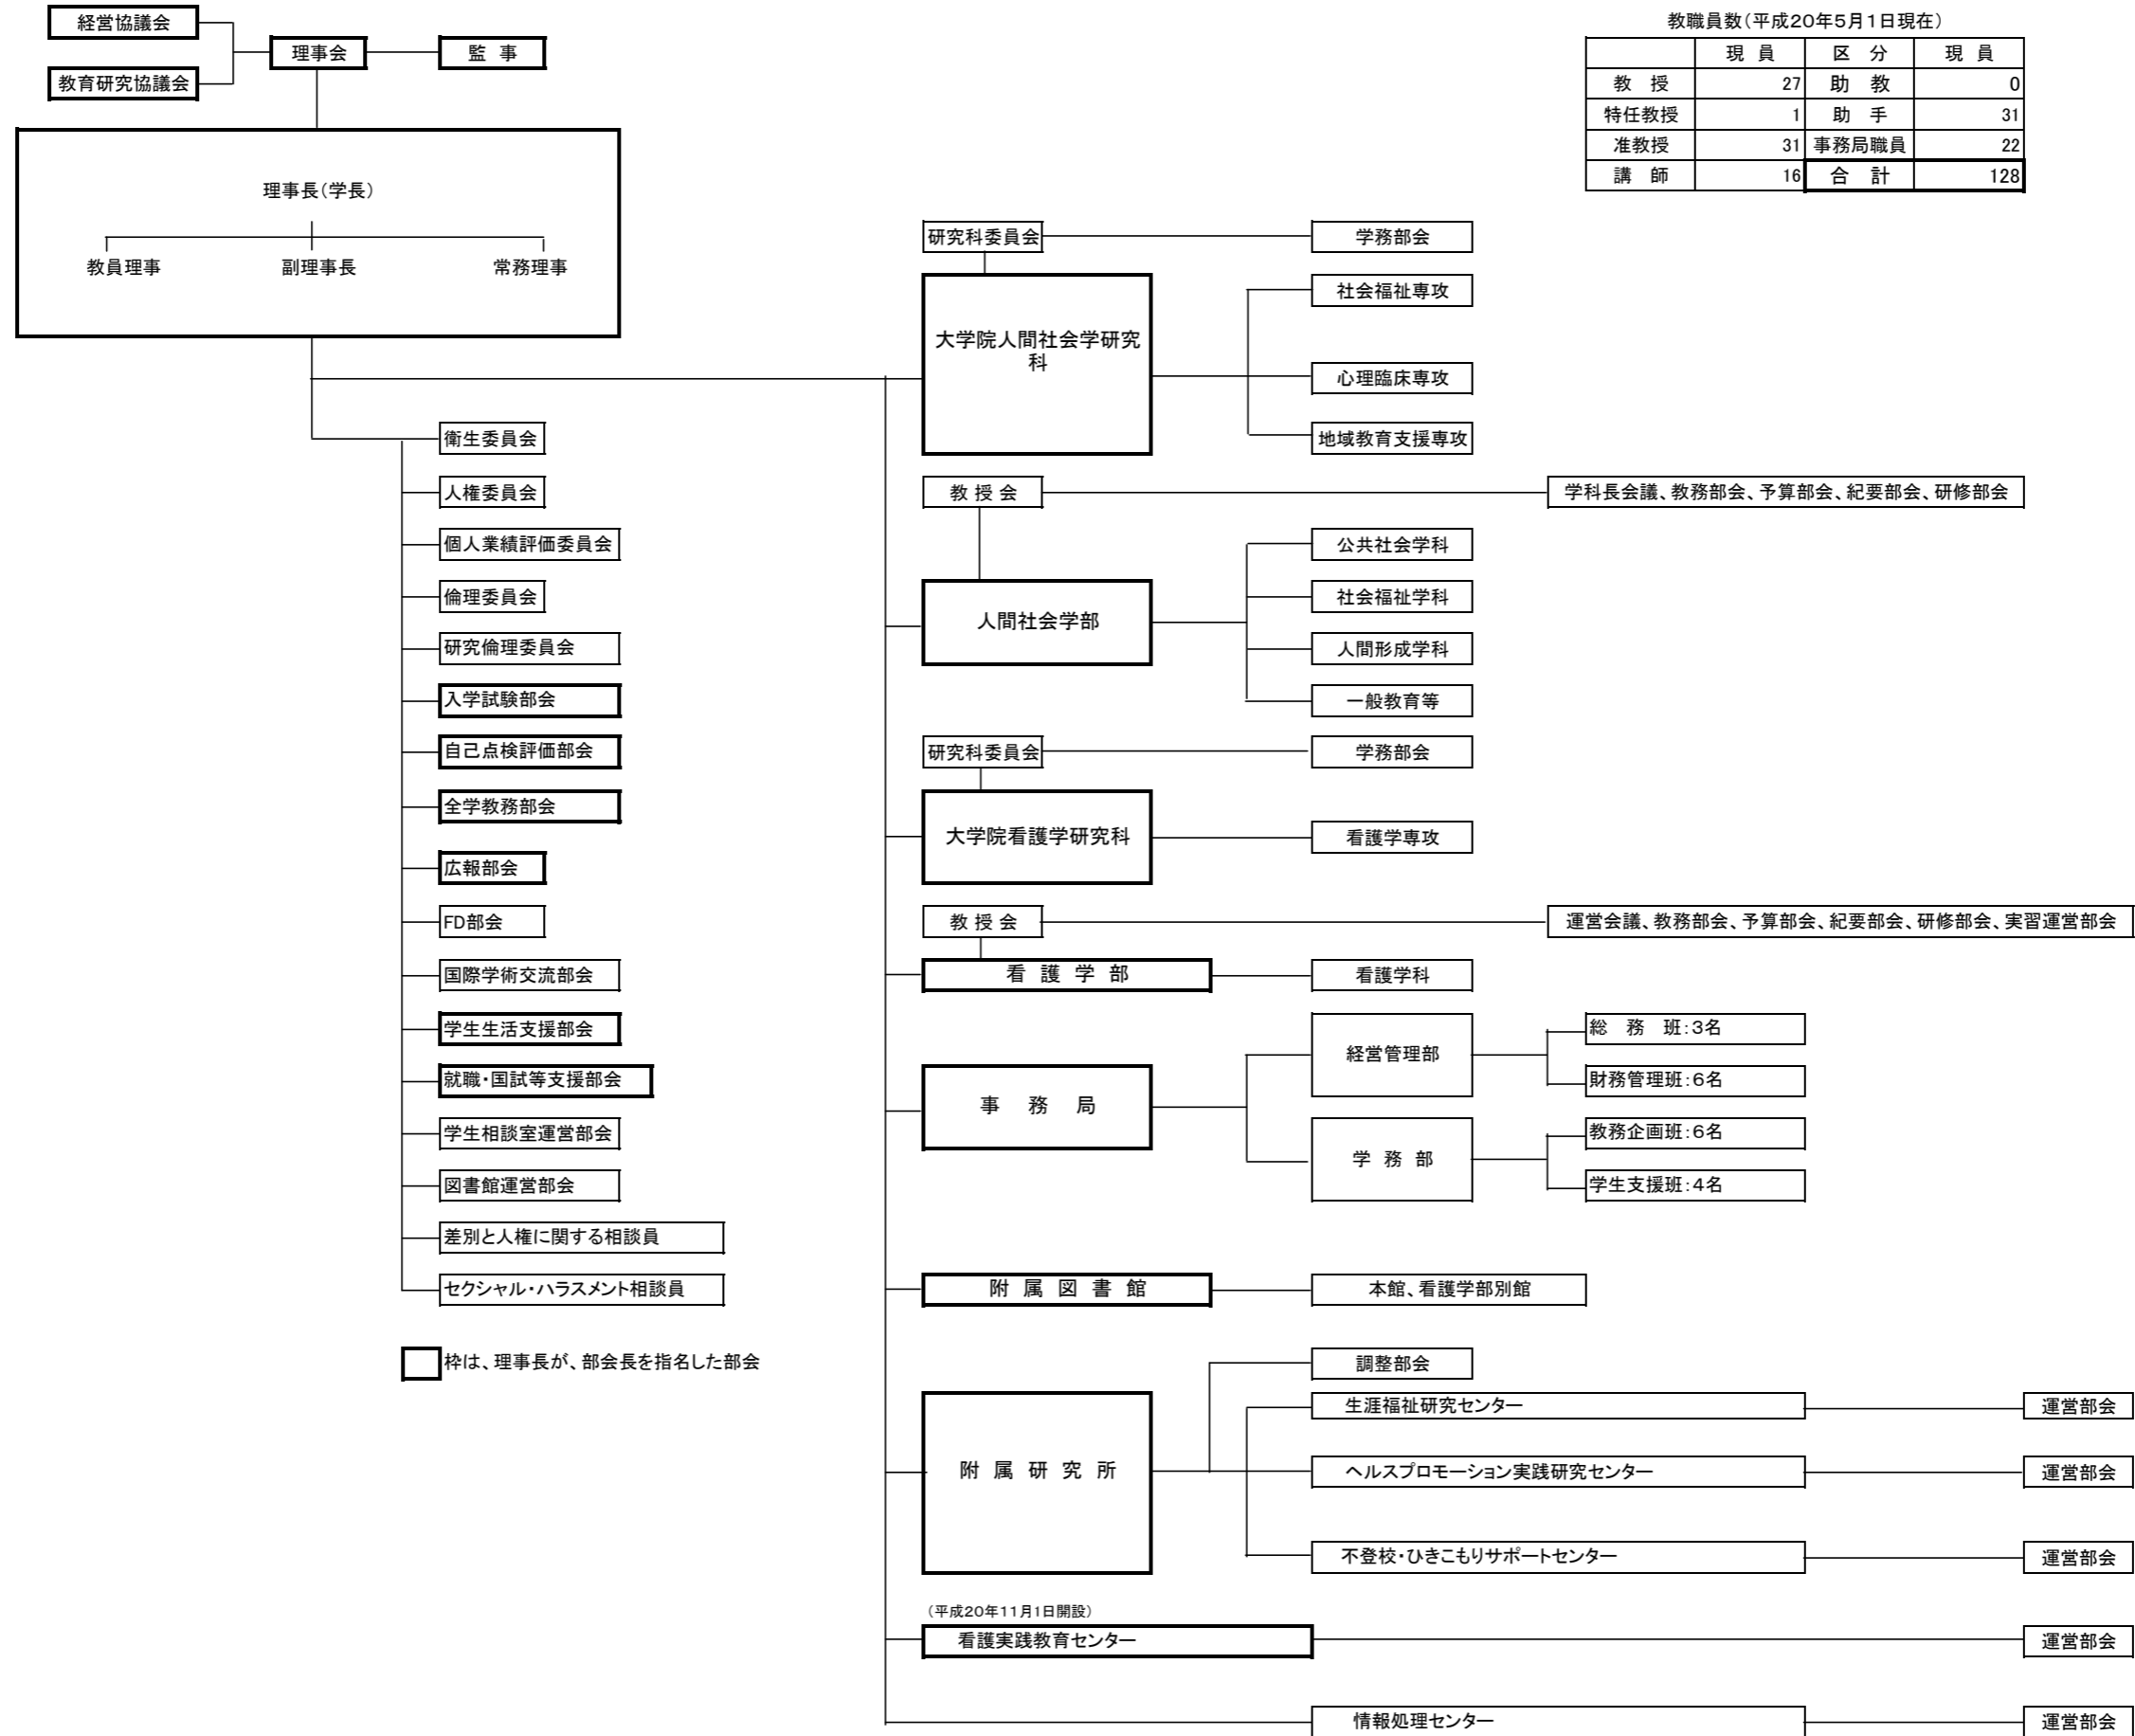 経営協議会
理事会
監　事
教育研究協議会
理事長(学長)
教員理事
副理事長
常務理事
衛生委員会
人権委員会
個人業績評価委員会
倫理委員会
研究倫理委員会
入学試験部会
自己点検評価部会
全学教務部会
広報部会
FD部会
国際学術交流部会
学生生活支援部会
就職・国試等支援部会
学生相談室運営部会
図書館運営部会
差別と人権に関する相談員
セクシャル・ハラスメント相談員
枠は、理事長が、部会長を指名した部会
教職員数(平成20年5月1日現在)
現　員 区　分 現　員
教　授 27 助　教 0
特任教授 1 助　手 31
准教授 31 事務局職員 22
講　師 16 合　計 128
研究科委員会
学務部会
大学院人間社会学研究
科
社会福祉専攻
心理臨床専攻
地域教育支援専攻
教 授 会
学科長会議、教務部会、予算部会、紀要部会、研修部会
人間社会学部
公共社会学科
社会福祉学科
人間形成学科
一般教育等
研究科委員会
学務部会
大学院看護学研究科
看護学専攻
教 授 会
運営会議、教務部会、予算部会、紀要部会、研修部会、実習運営部会
看　護　学　部
看護学科
事　務　局
経営管理部
総　務　班:3名
財務管理班:6名
学　務　部
教務企画班:6名
学生支援班:4名
附　属　図　書　館
本館、看護学部別館
附　属　研　究　所
調整部会
生涯福祉研究センター
運営部会
ヘルスプロモーション実践研究センター
運営部会
不登校・ひきこもりサポートセンター
運営部会
(平成20年11月1日開設)
看護実践教育センター
運営部会
情報処理センター
運営部会